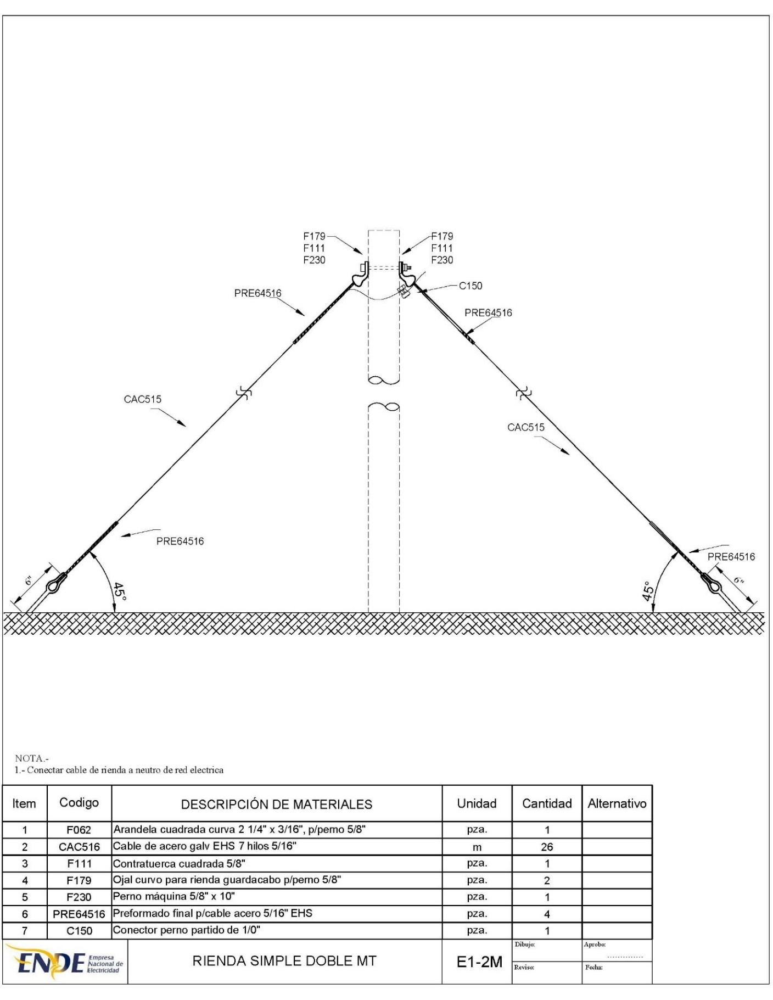 F179
F111
F230
F179
F111
F230
PRE64516
C150
PRE64516
CAC515
CAC515
PRE64516
PRE64516
6"
45°
45°
6"
NOTA.-
1.- Conectar cable de rienda a neutro de red electrica
Item Codigo DESCRIPCIÓN DE MATERIALES Unidad Cantidad Alternativo
1 F062 Arandela cuadrada curva 2 1/4" x 3/16", p/perno 5/8" pza. 1
2 CAC516 Cable de acero galv EHS 7 hilos 5/16" m 26
3 F111 Contratuerca cuadrada 5/8" pza. 1
4 F179 Ojal curvo para rienda guardacabo p/perno 5/8" pza. 2
5 F230 Perno máquina 5/8" x 10" pza. 1
6 PRE64516 Preformado final p/cable acero 5/16" EHS pza. 4
7 C150 Conector perno partido de 1/0" pza. 1
ENDE Empresa
Nacional de
Electricidad
RIENDA SIMPLE DOBLE MT
E1-2M
Dibujo:
Aprobo:
..............
Reviso:
Fecha: